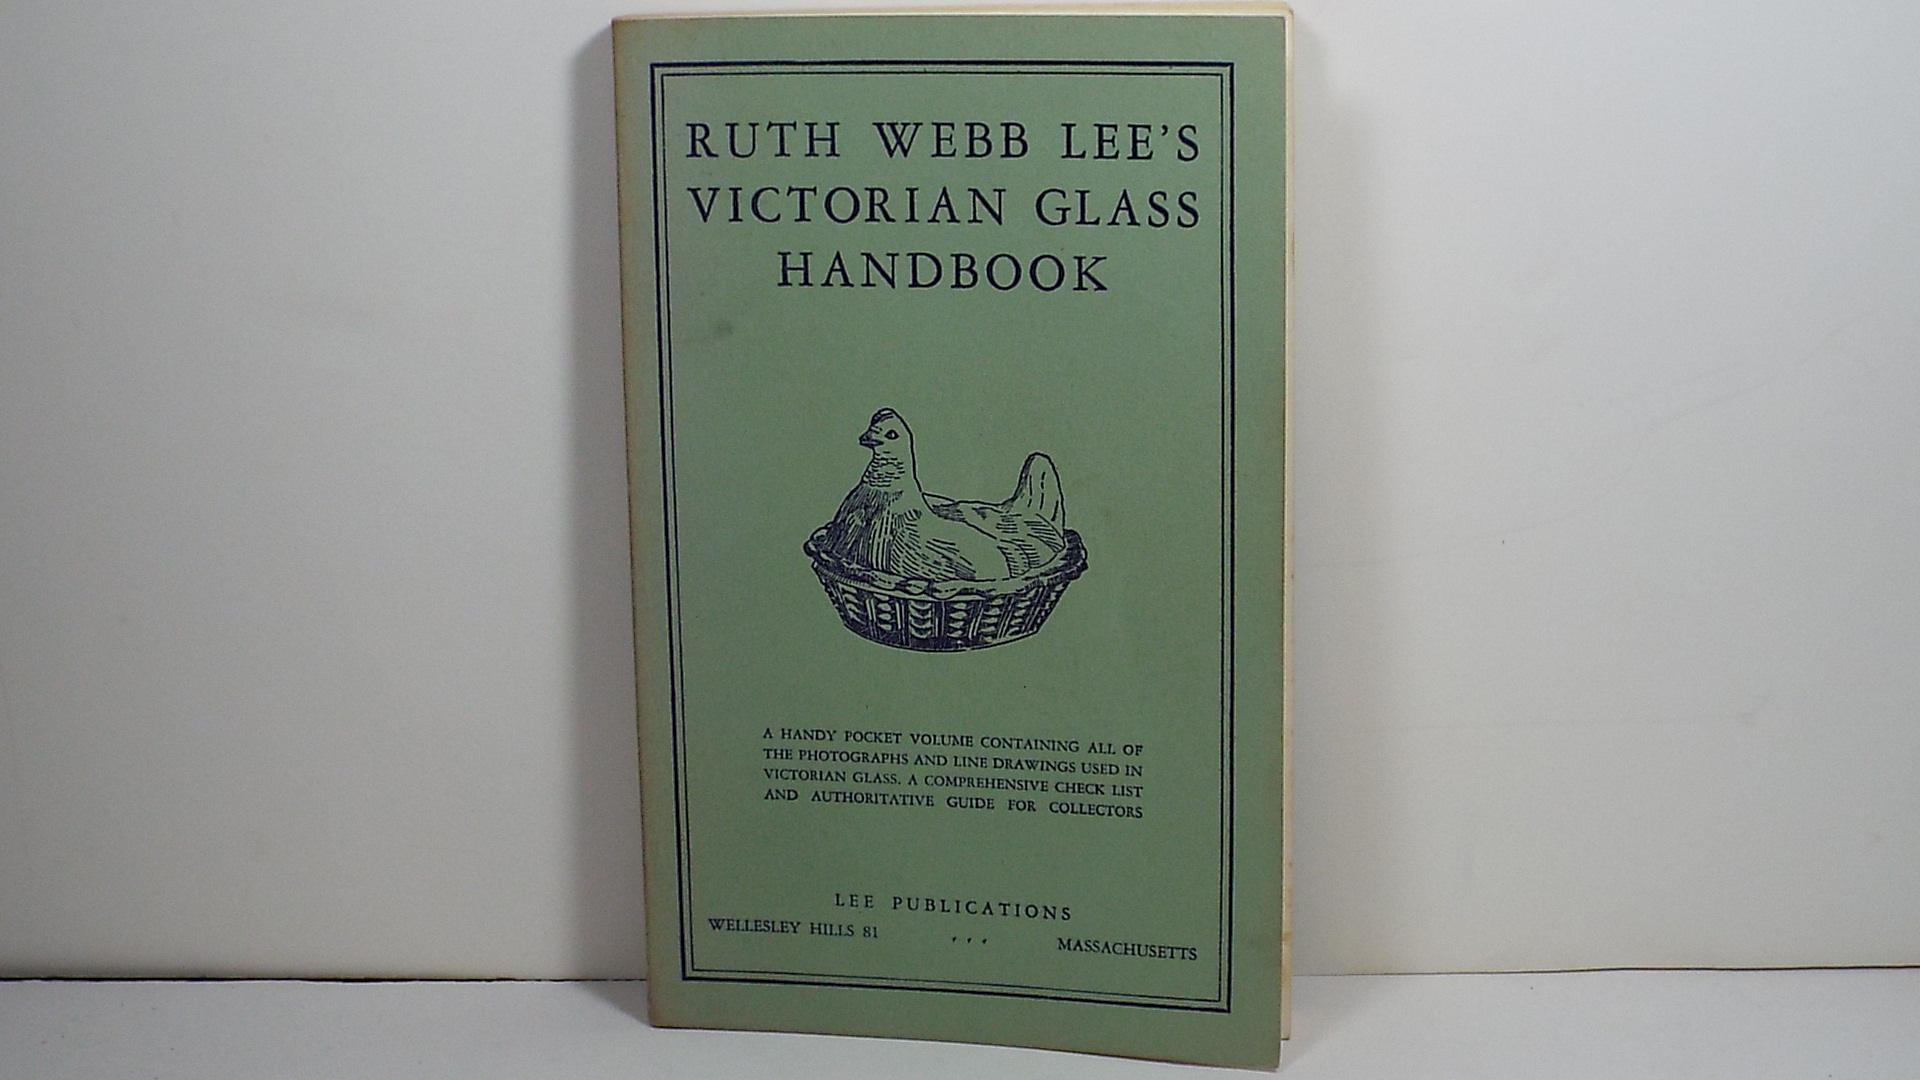 RUTH WEBB LEE'S
VICTORIAN GLASS
HANDBOOK
A HANDY POCKET VOLUME CONTAINING ALL OF
THE PHOTOGRAPHS AND LINE DRAWINGS USED IN
VICTORIAN GLASS. A COMPREHENSIVE CHECK LIST
AND AUTHORITATIVE GUIDE FOR COLLECTORS
LEE PUBLICATIONS
WELLESLEY HILLS 81 , , , MASSACHUSETTS